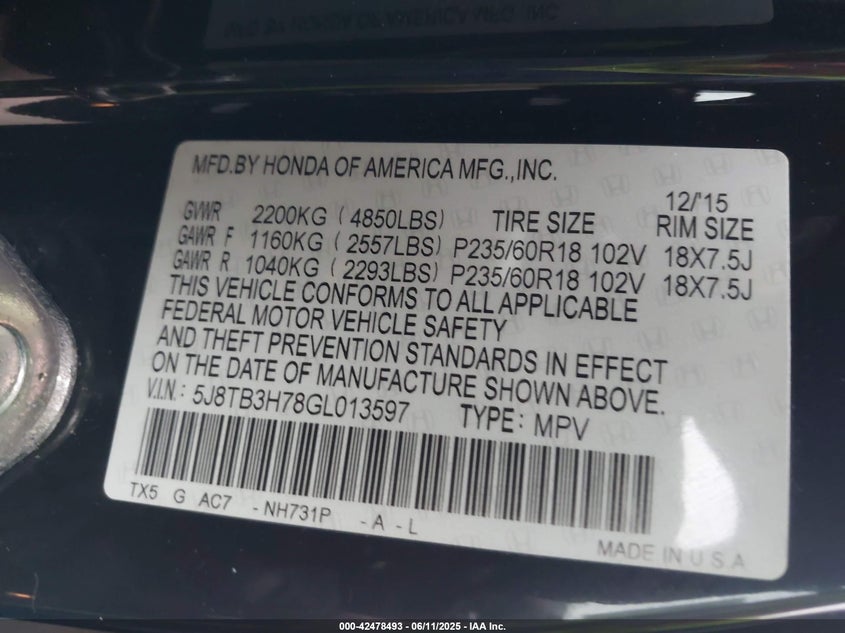 MFD.BY HONDA OF AMERICA MFG.,INC.
12/'15
GVWR 2200KG (4850LBS) TIRE SIZE RIM SIZE
GAWR F 1160KG (2557LBS) P235/60R18 102V 18X7.5J
GAWR R 1040KG (2293LBS) P235/60R18 102V 18X7.5J
THIS VEHICLE CONFORMS TO ALL APPLICABLE
FEDERAL MOTOR VEHICLE SAFETY
AND THEFT PREVENTION STANDARDS IN EFFECT
ON THE DATE OF MANUFACTURE SHOWN ABOVE.
V.I.N.: 5J8TB3H78GL013597 TYPE: MPV
TX5 G AC7 - NH731P - A - L
MADE IN U.S.A
000-42478493 - 06/11/2025 - IAA Inc.